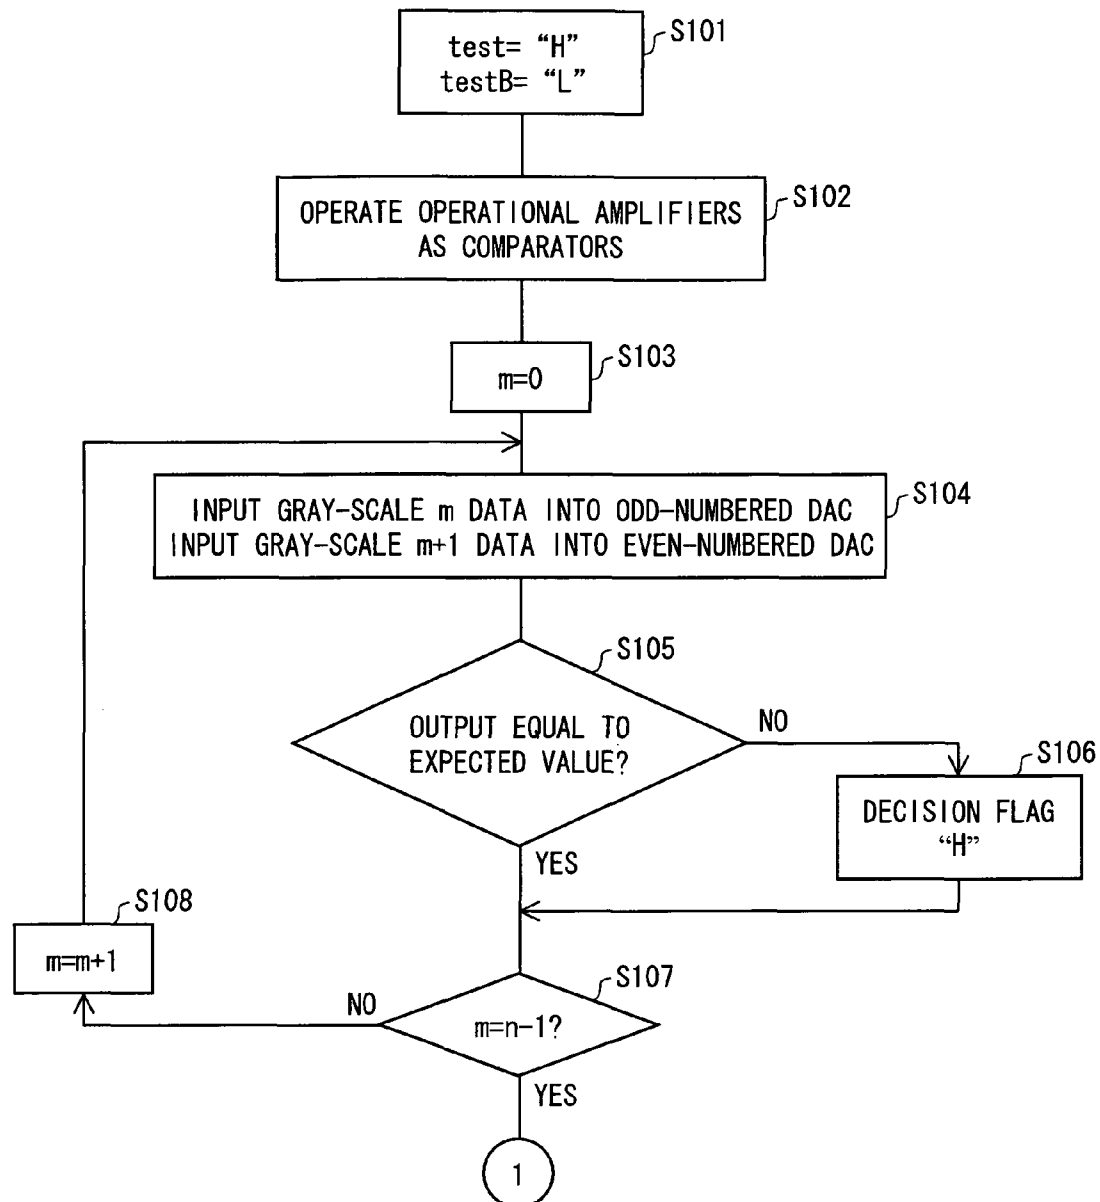 S101
test= “H”
testB= “L”
S102
OPERATE OPERATIONAL AMPLIFIERS
AS COMPARATORS
S103
m=0
S104
INPUT GRAY-SCALE m DATA INTO ODD-NUMBERED DAC
INPUT GRAY-SCALE m+1 DATA INTO EVEN-NUMBERED DAC
S105
OUTPUT EQUAL TO
EXPECTED VALUE?
NO
S106
DECISION FLAG
“H”
YES
S108
m=m+1
S107
NO
m=n-1?
YES
1